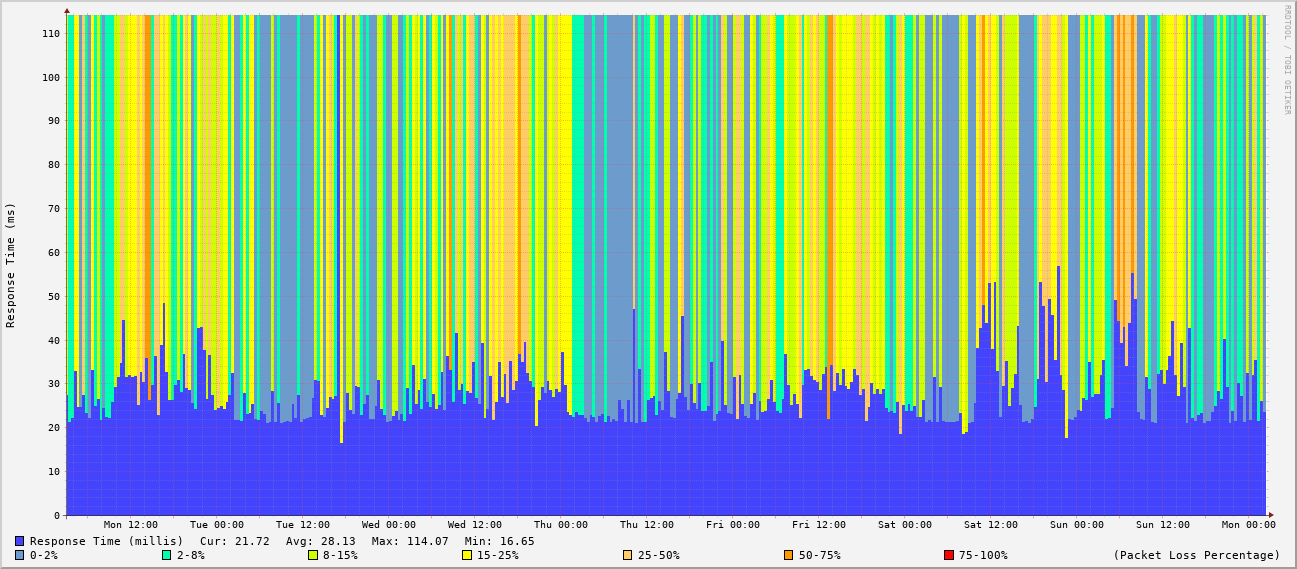 RRDTOOL / TOBI OETIKER
Response Time (ms)
110
100
90
80
70
60
50
40
30
20
10
0
Mon 12:00 Tue 00:00 Tue 12:00 Wed 00:00 Wed 12:00 Thu 00:00 Thu 12:00 Fri 00:00 Fri 12:00 Sat 00:00 Sat 12:00 Sun 00:00 Sun 12:00 Mon 00:00
Response Time (millis) Cur: 21.72 Avg: 28.13 Max: 114.07 Min: 16.65
0-2% 2-8% 8-15% 15-25% 25-50% 50-75% 75-100% (Packet Loss Percentage)